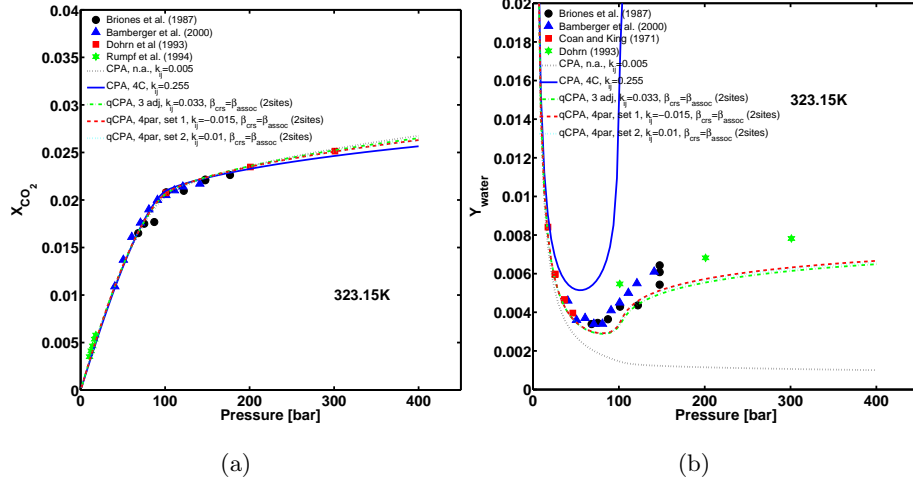 0.04
0.035
0.03
0.025
0.02
0.015
0.01
0.005
0
X_CO_2
Briones et al. (1987)
Bamberger et al. (2000)
Dohrn et al (1993)
Rumpf et al. (1994)
CPA, n.a., k_ij=0.005
CPA, 4C, k_ij=0.255
qCPA, 3 adj, k_ij=0.033, β_crs=β_assoc (2sites)
qCPA, 4par, set 1, k_ij=−0.015, β_crs=β_assoc (2sites)
qCPA, 4par, set 2, k_ij=0.01, β_crs=β_assoc (2sites)
323.15K
0 100 200 300 400
Pressure [bar]
(a)
0.02
0.018
0.016
0.014
0.012
0.01
0.008
0.006
0.004
0.002
0
Y_water
Briones et al. (1987)
Bamberger et al. (2000)
Coan and King (1971)
Dohrn (1993)
CPA, n.a., k_ij=0.005
CPA, 4C, k_ij=0.255
qCPA, 3 adj, k_ij=0.033, β_crs=β_assoc (2sites)
qCPA, 4par, set 1, k_ij=−0.015, β_crs=β_assoc (2sites)
qCPA, 4par, set 2, k_ij=0.01, β_crs=β_assoc (2sites)
323.15K
0 100 200 300 400
Pressure [bar]
(b)